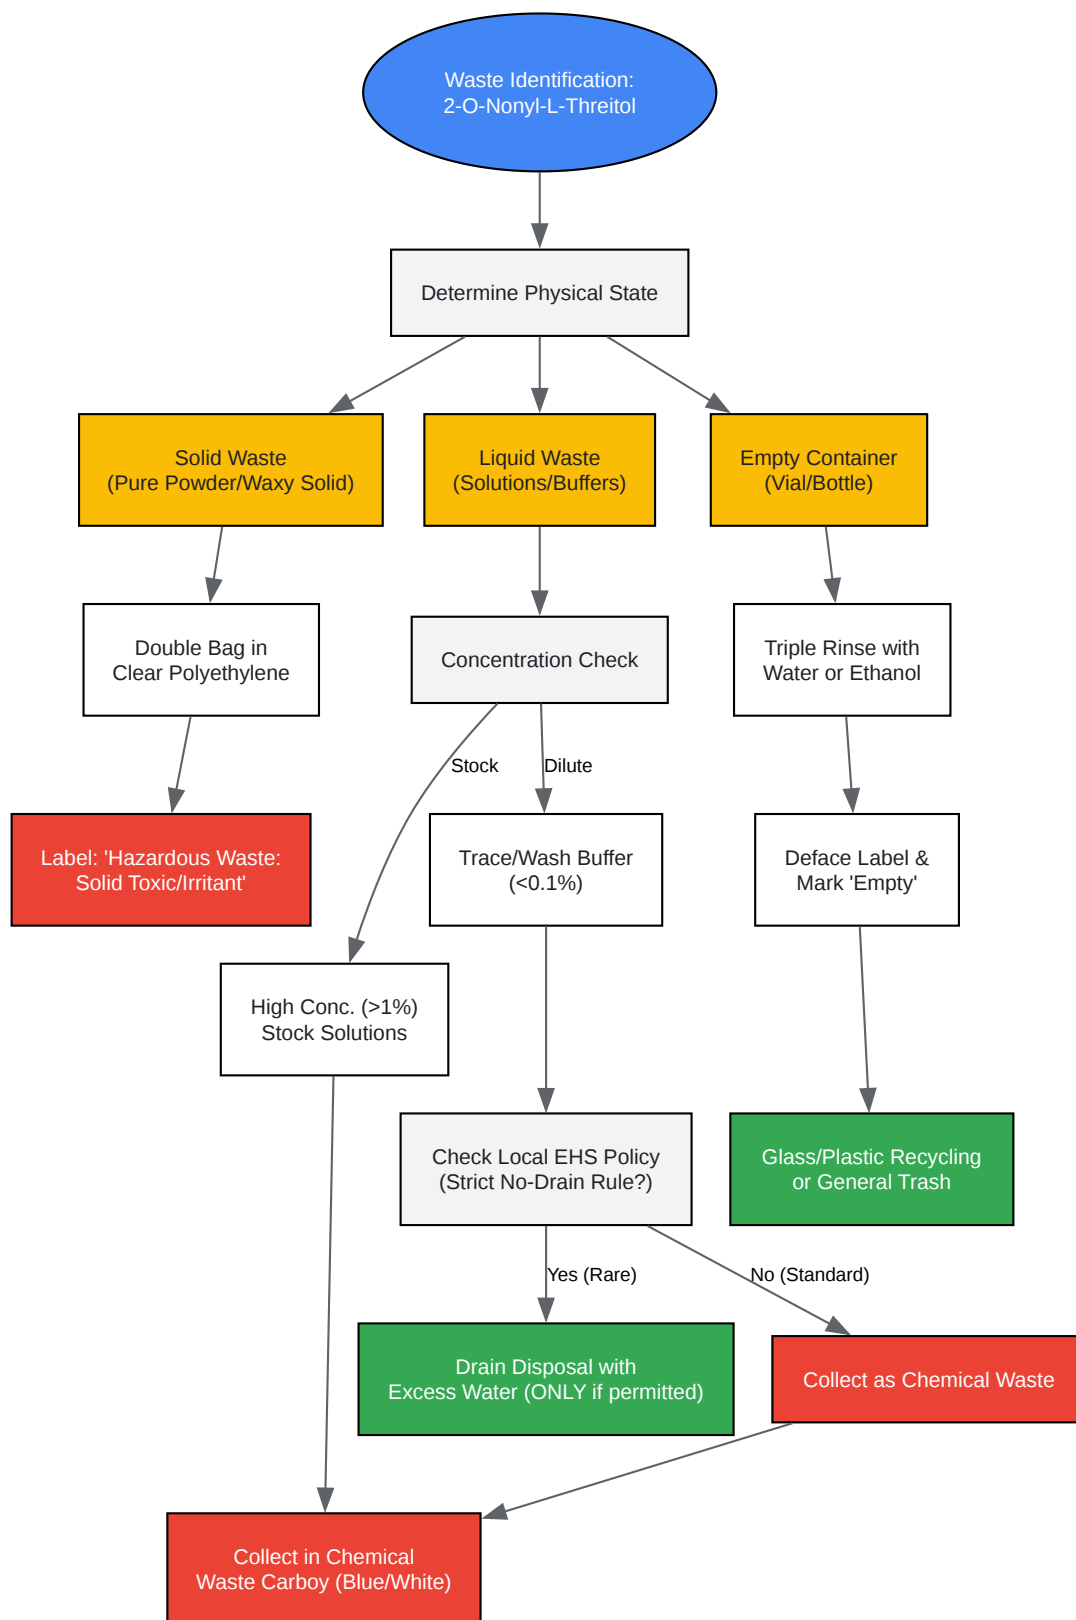 Waste Identification:
2-O-Nonyl-L-Threitol
Determine Physical State
Solid Waste
(Pure Powder/Waxy Solid)
Liquid Waste
(Solutions/Buffers)
Empty Container
(Vial/Bottle)
Double Bag in
Clear Polyethylene
Concentration Check
Triple Rinse with
Water or Ethanol
Stock
Dilute
Label: 'Hazardous Waste:
Solid Toxic/Irritant'
Trace/Wash Buffer
(<0.1%)
Deface Label &
Mark 'Empty'
High Conc. (>1%)
Stock Solutions
Check Local EHS Policy
(Strict No-Drain Rule?)
Glass/Plastic Recycling
or General Trash
Yes (Rare)
No (Standard)
Drain Disposal with
Excess Water (ONLY if permitted)
Collect as Chemical Waste
Collect in Chemical
Waste Carboy (Blue/White)